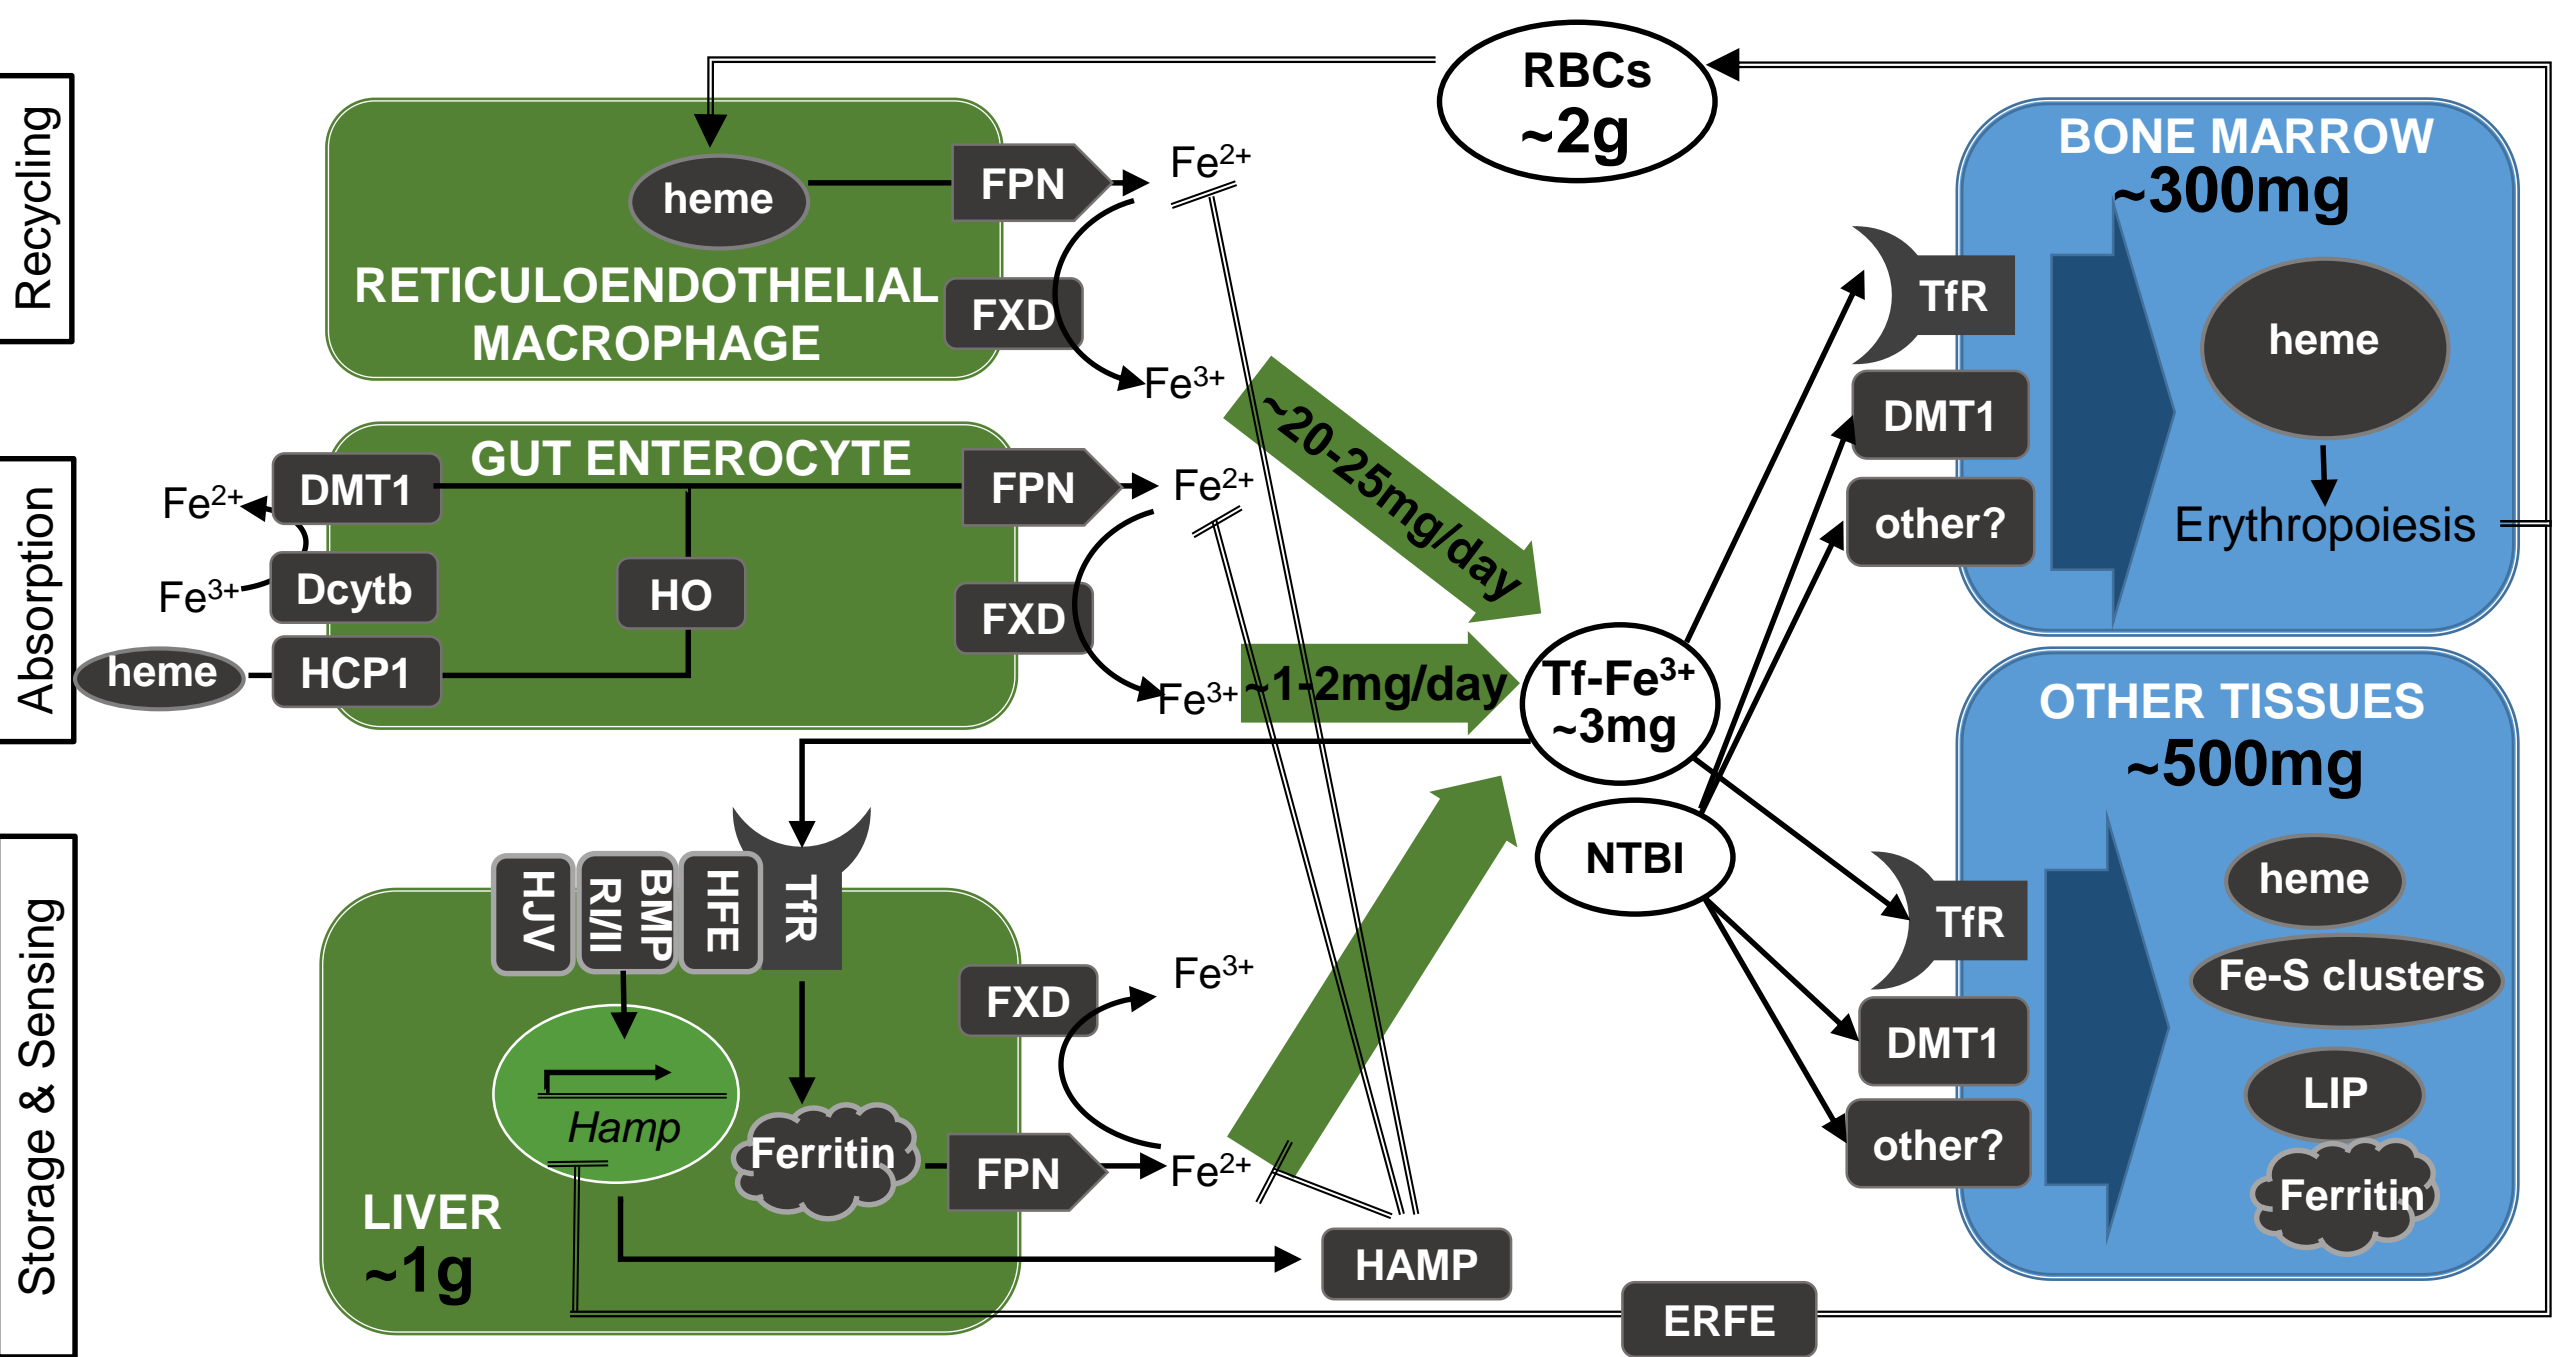 Recycling
RBCs
~2g
heme
FPN
Fe2+
RETICULOENDOTHELIAL
MACROPHAGE
FXD
Fe3+
~20-25mg/day
BONE MARROW
~300mg
TfR
DMT1
other?
heme
Erythropoiesis
Absorption
GUT ENTEROCYTE
Fe2+
DMT1
Fe3+
Dcytb
heme
HCP1
HO
FPN
Fe2+
FXD
Fe3+
~1-2mg/day
Tf-Fe3+
~3mg
NTBI
OTHER TISSUES
~500mg
TfR
DMT1
other?
heme
Fe-S clusters
LIP
Ferritin
Storage & Sensing
HJV
BMP
RI/II
HFE
TfR
Hamp
Ferritin
LIVER
~1g
FXD
Fe3+
FPN
Fe2+
HAMP
ERFE